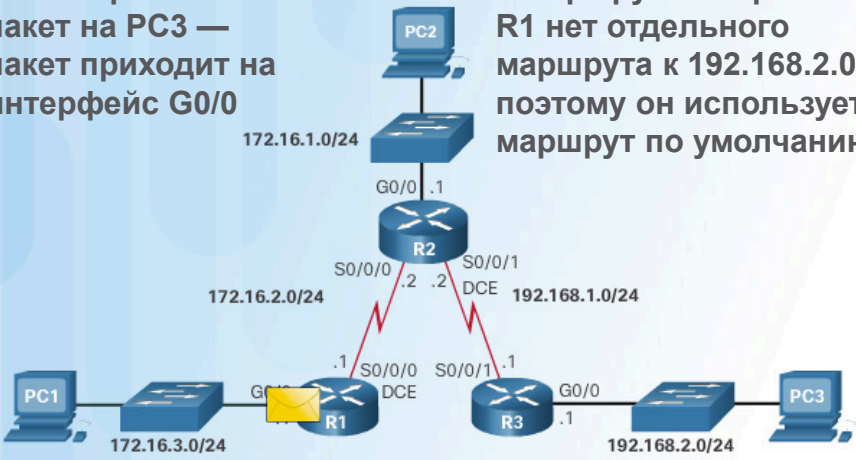 пакет на PC3 —
пакет приходит на
интерфейс G0/0
R1 нет отдельного
маршрута к 192.168.2.0
поэтому он использует
маршрут по умолчанию
PC2
172.16.1.0/24
G0/0 .1
R2
S0/0/0 .2
.2 S0/0/1
DCE
172.16.2.0/24
192.168.1.0/24
.1 S0/0/0
DCE
S0/0/1 .1
PC1
R1
R3
G0/0
.1
PC3
172.16.3.0/24
192.168.2.0/24